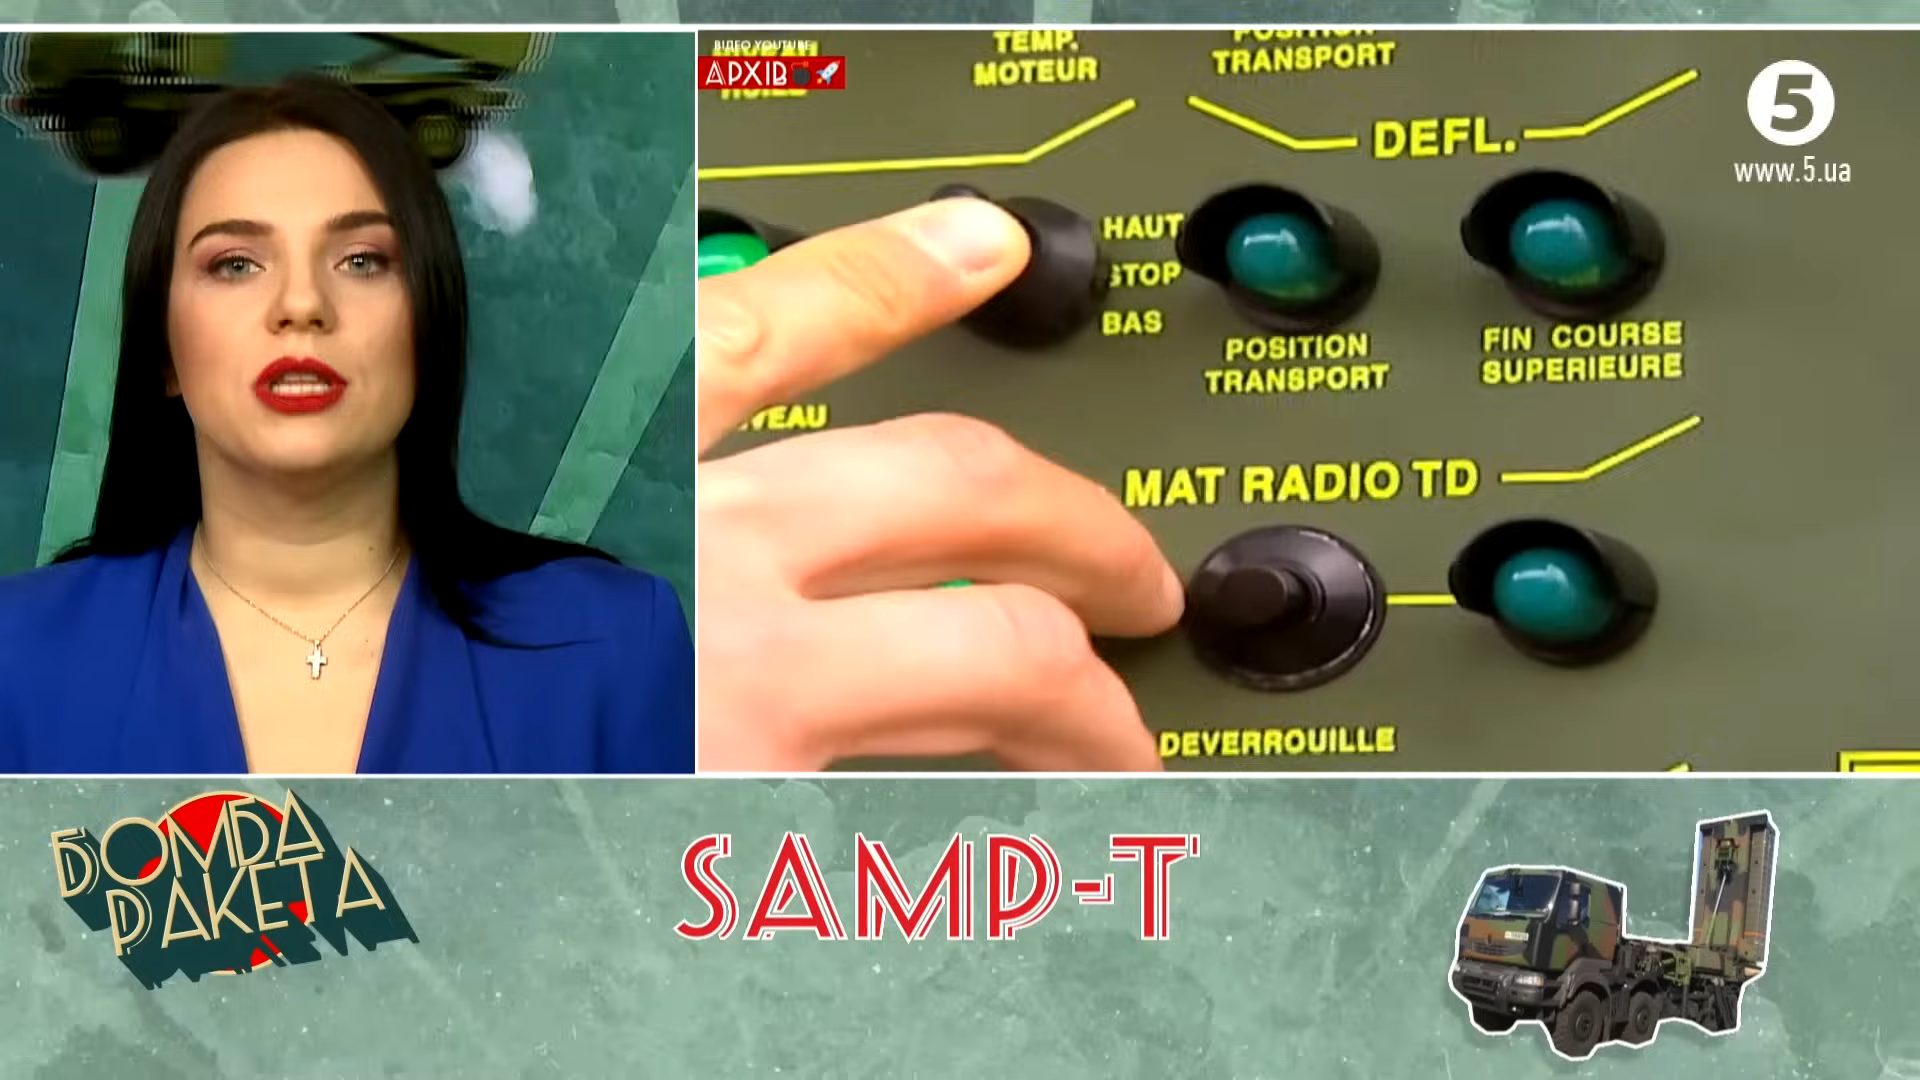 ВІДЕО YOUTUBE
АРХІВ
TEMP.
MOTEUR
POSITION
TRANSPORT
DEFL.
5
www.5.ua
HAUT
STOP
BAS
POSITION
TRANSPORT
FIN COURSE
SUPERIEURE
MAT RADIO TD
DEVERROUILLE
БОМБА
РАКЕТА
SAMP-T